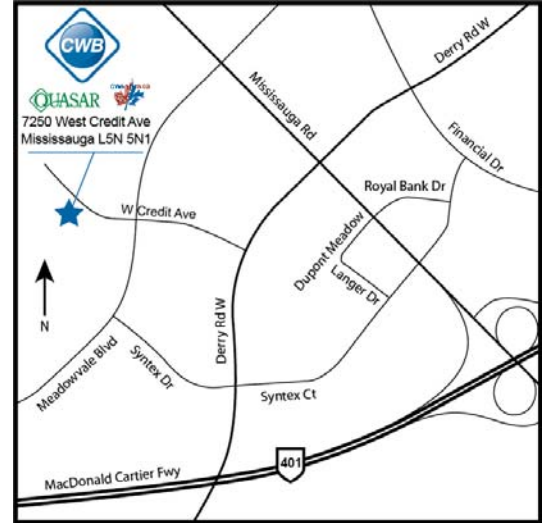 CWB
QUASAR
7250 West Credit Ave
Mississauga L5N 5N1
Derry Rd W
Mississauga Rd
Financial Dr
Royal Bank Dr
W Credit Ave
Dupont Meadow
Langer Dr
N
Derry Rd W
Meadowvale Blvd
Syntex Dr
Syntex Ct
401
MacDonald Cartier Fwy